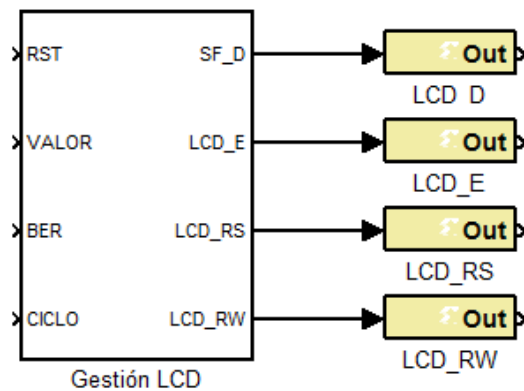 RST SF_D Out
LCD_D
VALOR LCD_E Out
LCD_E
BER LCD_RS Out
LCD_RS
CICLO LCD_RW Out
LCD_RW
Gestión LCD